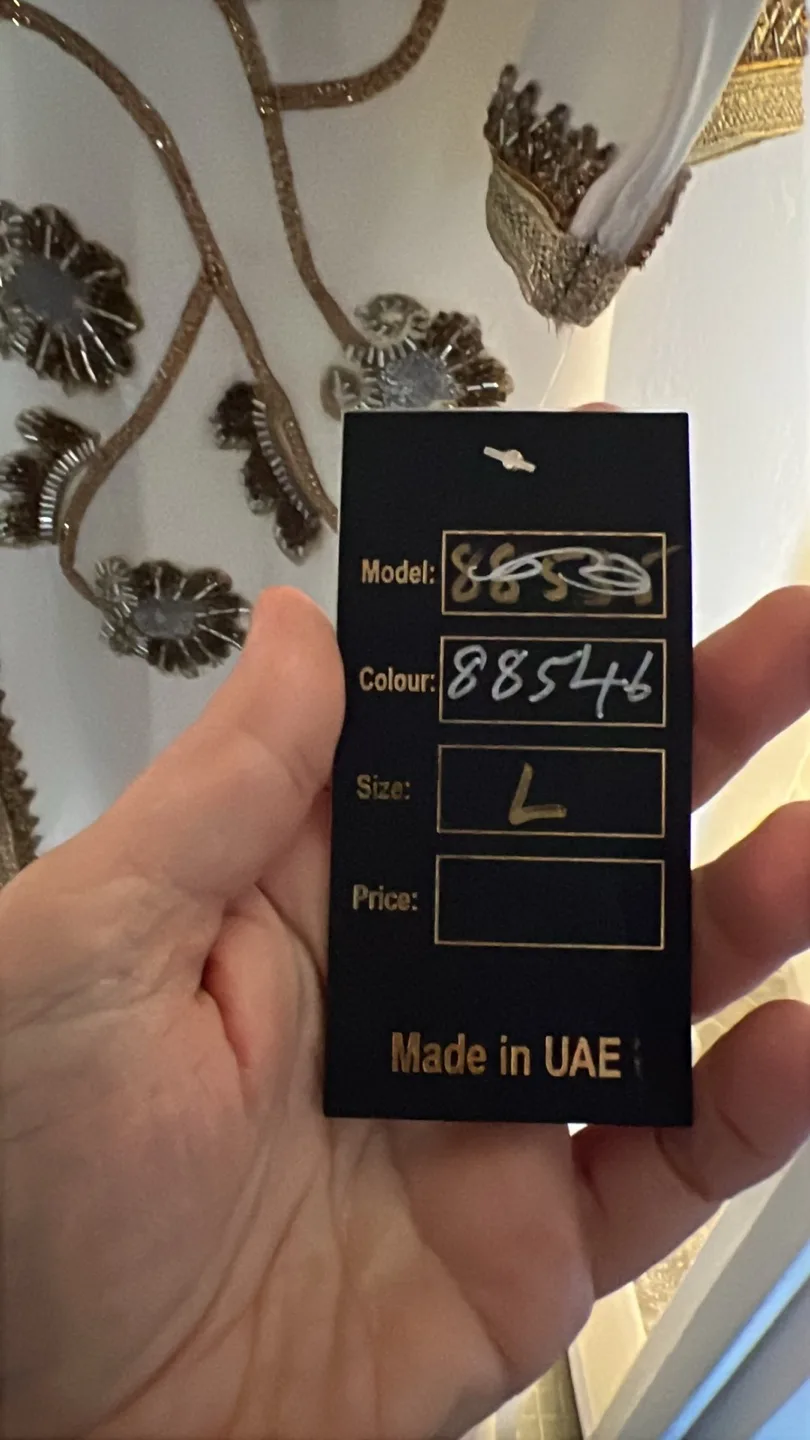 Model:
Colour: 88546
Size: L
Price:
Made in UAE